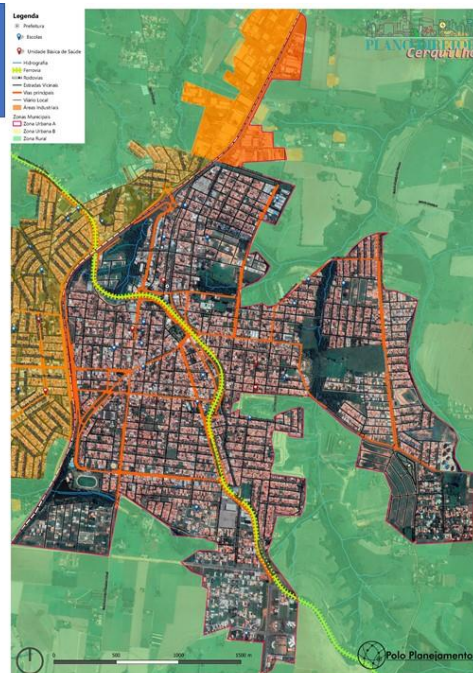 Legenda
Prefeitura
Escolas
Unidade Básica de Saúde
Hidrografia
Ferrovia
Rodovias
Estradas Vicinais
Vias principais
Viário Local
Áreas Industriais
Zonas Municipais
Zona Urbana A
Zona Urbana B
Zona Rural
PLANO DIRETOR
Cerquilho
0 500 1000 1500 m
Polo Planejamento